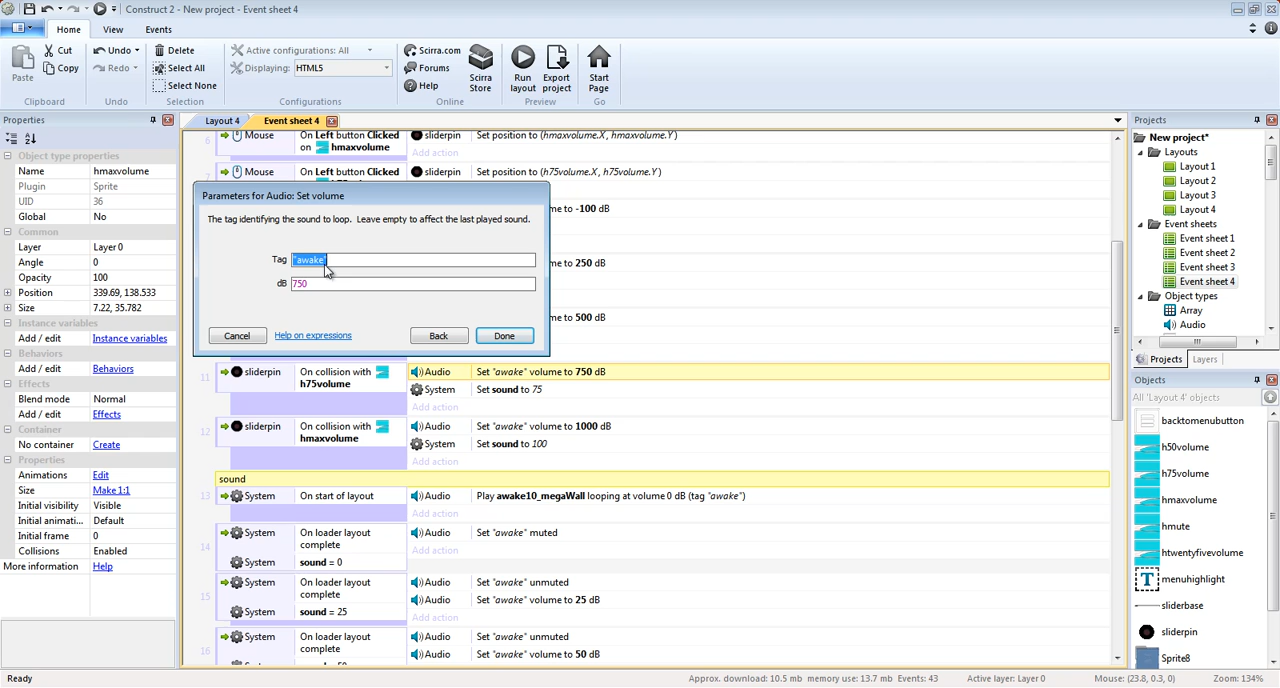 Construct 2 - New project - Event sheet 4
Home View Events
Paste
Cut
Copy
Clipboard
Undo
Redo
Undo
Delete
Select All
Select None
Selection
Active configurations: All
Displaying: HTML5
Configurations
Scirra.com
Forums
Help
Scirra Store
Online
Run layout
Export project
Preview
Start Page
Go
Properties
Object type properties
Name hmaxvolume
Plugin Sprite
UID 36
Global No
Common
Layer Layer 0
Angle 0
Opacity 100
Position 339.69, 138.533
Size 7.22, 35.782
Instance variables
Add / edit Instance variables
Behaviors
Add / edit Behaviors
Effects
Blend mode Normal
Add / edit Effects
Container
No container Create
Properties
Animations Edit
Size Make 1:1
Initial visibility Visible
Initial animati... Default
Initial frame 0
Collisions Enabled
More information Help
Layout 4 Event sheet 4
6 Mouse On Left button Clicked on hmaxvolume sliderpin Set position to (hmaxvolume.X, hmaxvolume.Y)
Add action
Mouse On Left button Clicked sliderpin Set position to (h75volume.X, h75volume.Y)
me to -100 dB
me to 250 dB
me to 500 dB
Parameters for Audio: Set volume
The tag identifying the sound to loop. Leave empty to affect the last played sound.
Tag "awake"
dB 750
Cancel Help on expressions Back Done
11 sliderpin On collision with h75volume Audio Set "awake" volume to 750 dB
System Set sound to 75
Add action
12 sliderpin On collision with hmaxvolume Audio Set "awake" volume to 1000 dB
System Set sound to 100
Add action
sound
13 System On start of layout Audio Play awake10_megaWall looping at volume 0 dB (tag "awake")
Add action
14 System On loader layout complete Audio Set "awake" muted
Add action
System sound = 0
15 System On loader layout complete Audio Set "awake" unmuted
Audio Set "awake" volume to 25 dB
System sound = 25
Add action
16 System On loader layout complete Audio Set "awake" unmuted
Audio Set "awake" volume to 50 dB
Projects
New project*
Layouts
Layout 1
Layout 2
Layout 3
Layout 4
Event sheets
Event sheet 1
Event sheet 2
Event sheet 3
Event sheet 4
Object types
Array
Audio
Projects Layers
Objects
All 'Layout 4' objects
backtomenubutton
h50volume
h75volume
hmaxvolume
hmute
htwentyfivevolume
T menuhighlight
sliderbase
sliderpin
Sprite8
Ready
Approx. download: 10.5 mb memory use: 13.7 mb Events: 43 Active layer: Layer 0 Mouse: (23.8, 0.3, 0) Zoom: 134%